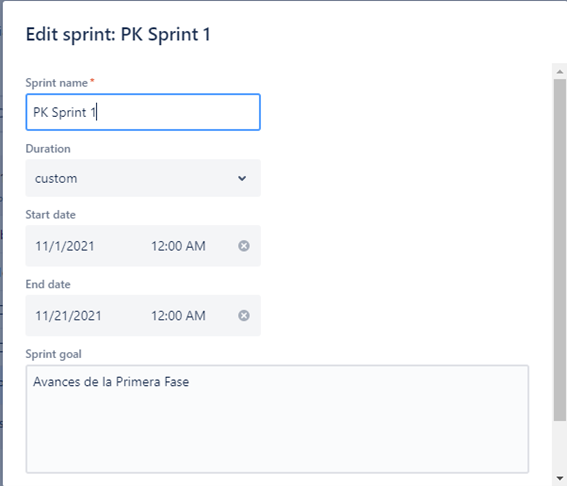 Edit sprint: PK Sprint 1
Sprint name*
PK Sprint 1
Duration
custom
Start date
11/1/2021 12:00 AM
End date
11/21/2021 12:00 AM
Sprint goal
Avances de la Primera Fase